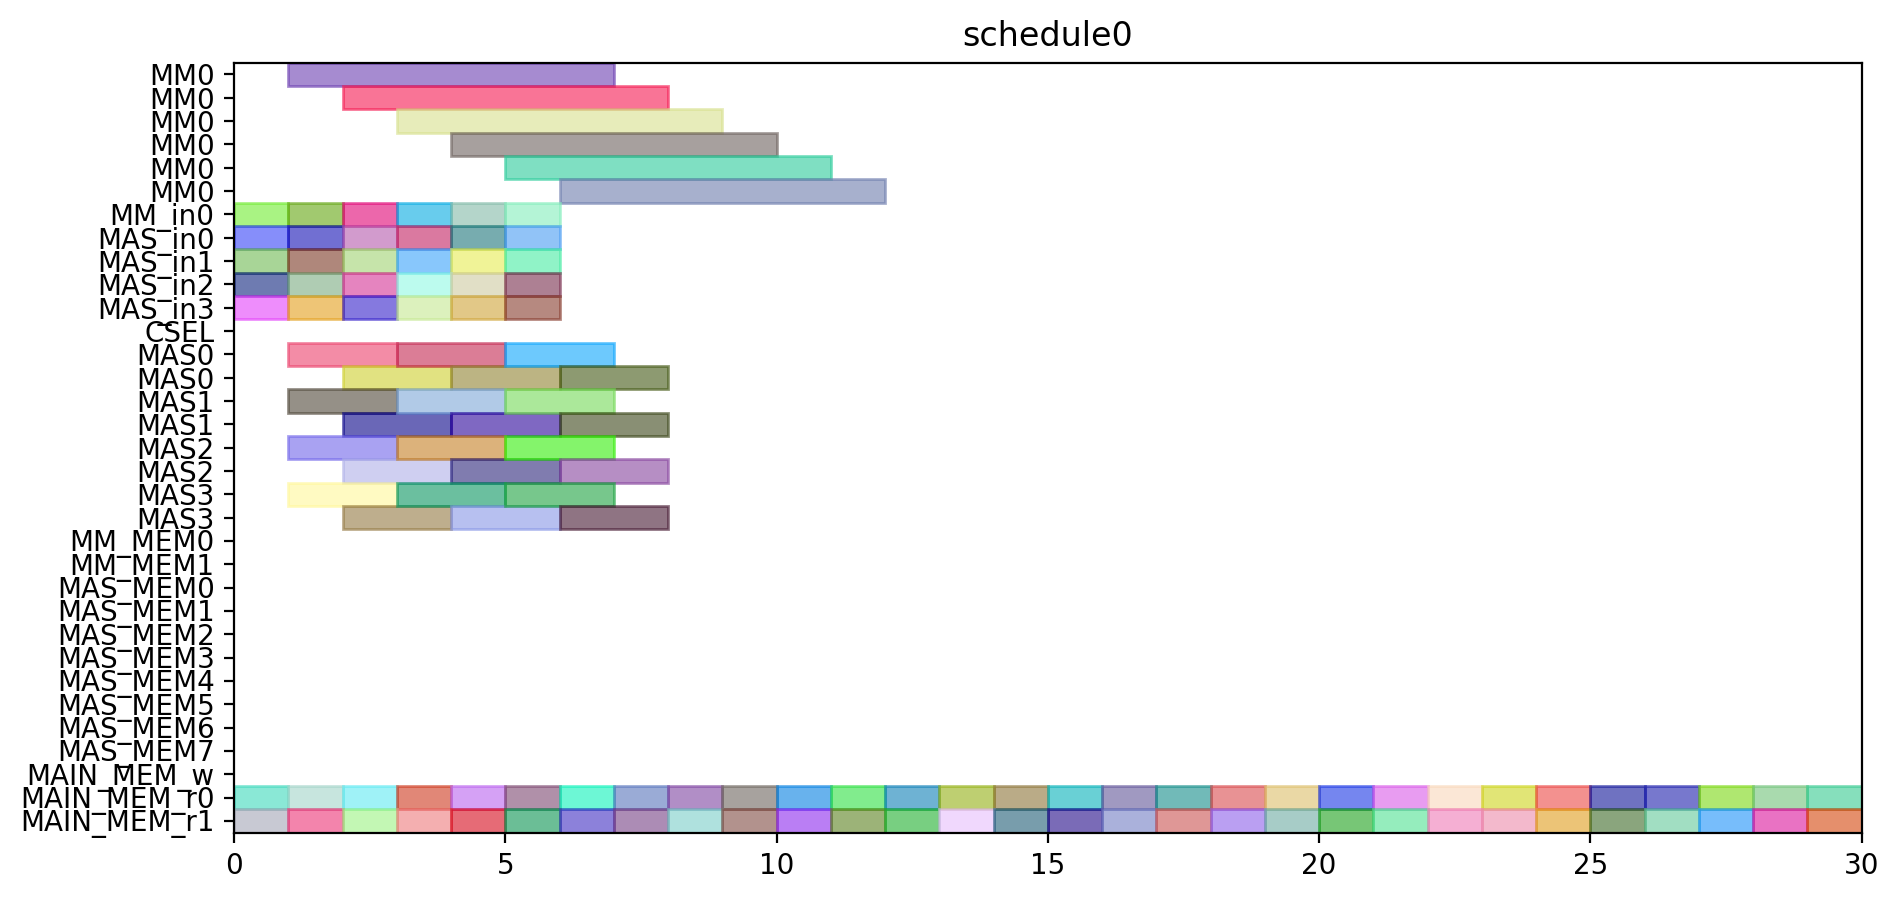 schedule0
MM0
MM0
MM0
MM0
MM0
MM0
MM_in0
MAS_in0
MAS_in1
MAS_in2
MAS_in3
CSEL
MAS0
MAS0
MAS1
MAS1
MAS2
MAS2
MAS3
MAS3
MM_MEM0
MM_MEM1
MAS_MEM0
MAS_MEM1
MAS_MEM2
MAS_MEM3
MAS_MEM4
MAS_MEM5
MAS_MEM6
MAS_MEM7
MAIN_MEM_w
MAIN_MEM_r0
MAIN_MEM_r1
0 5 10 15 20 25 30